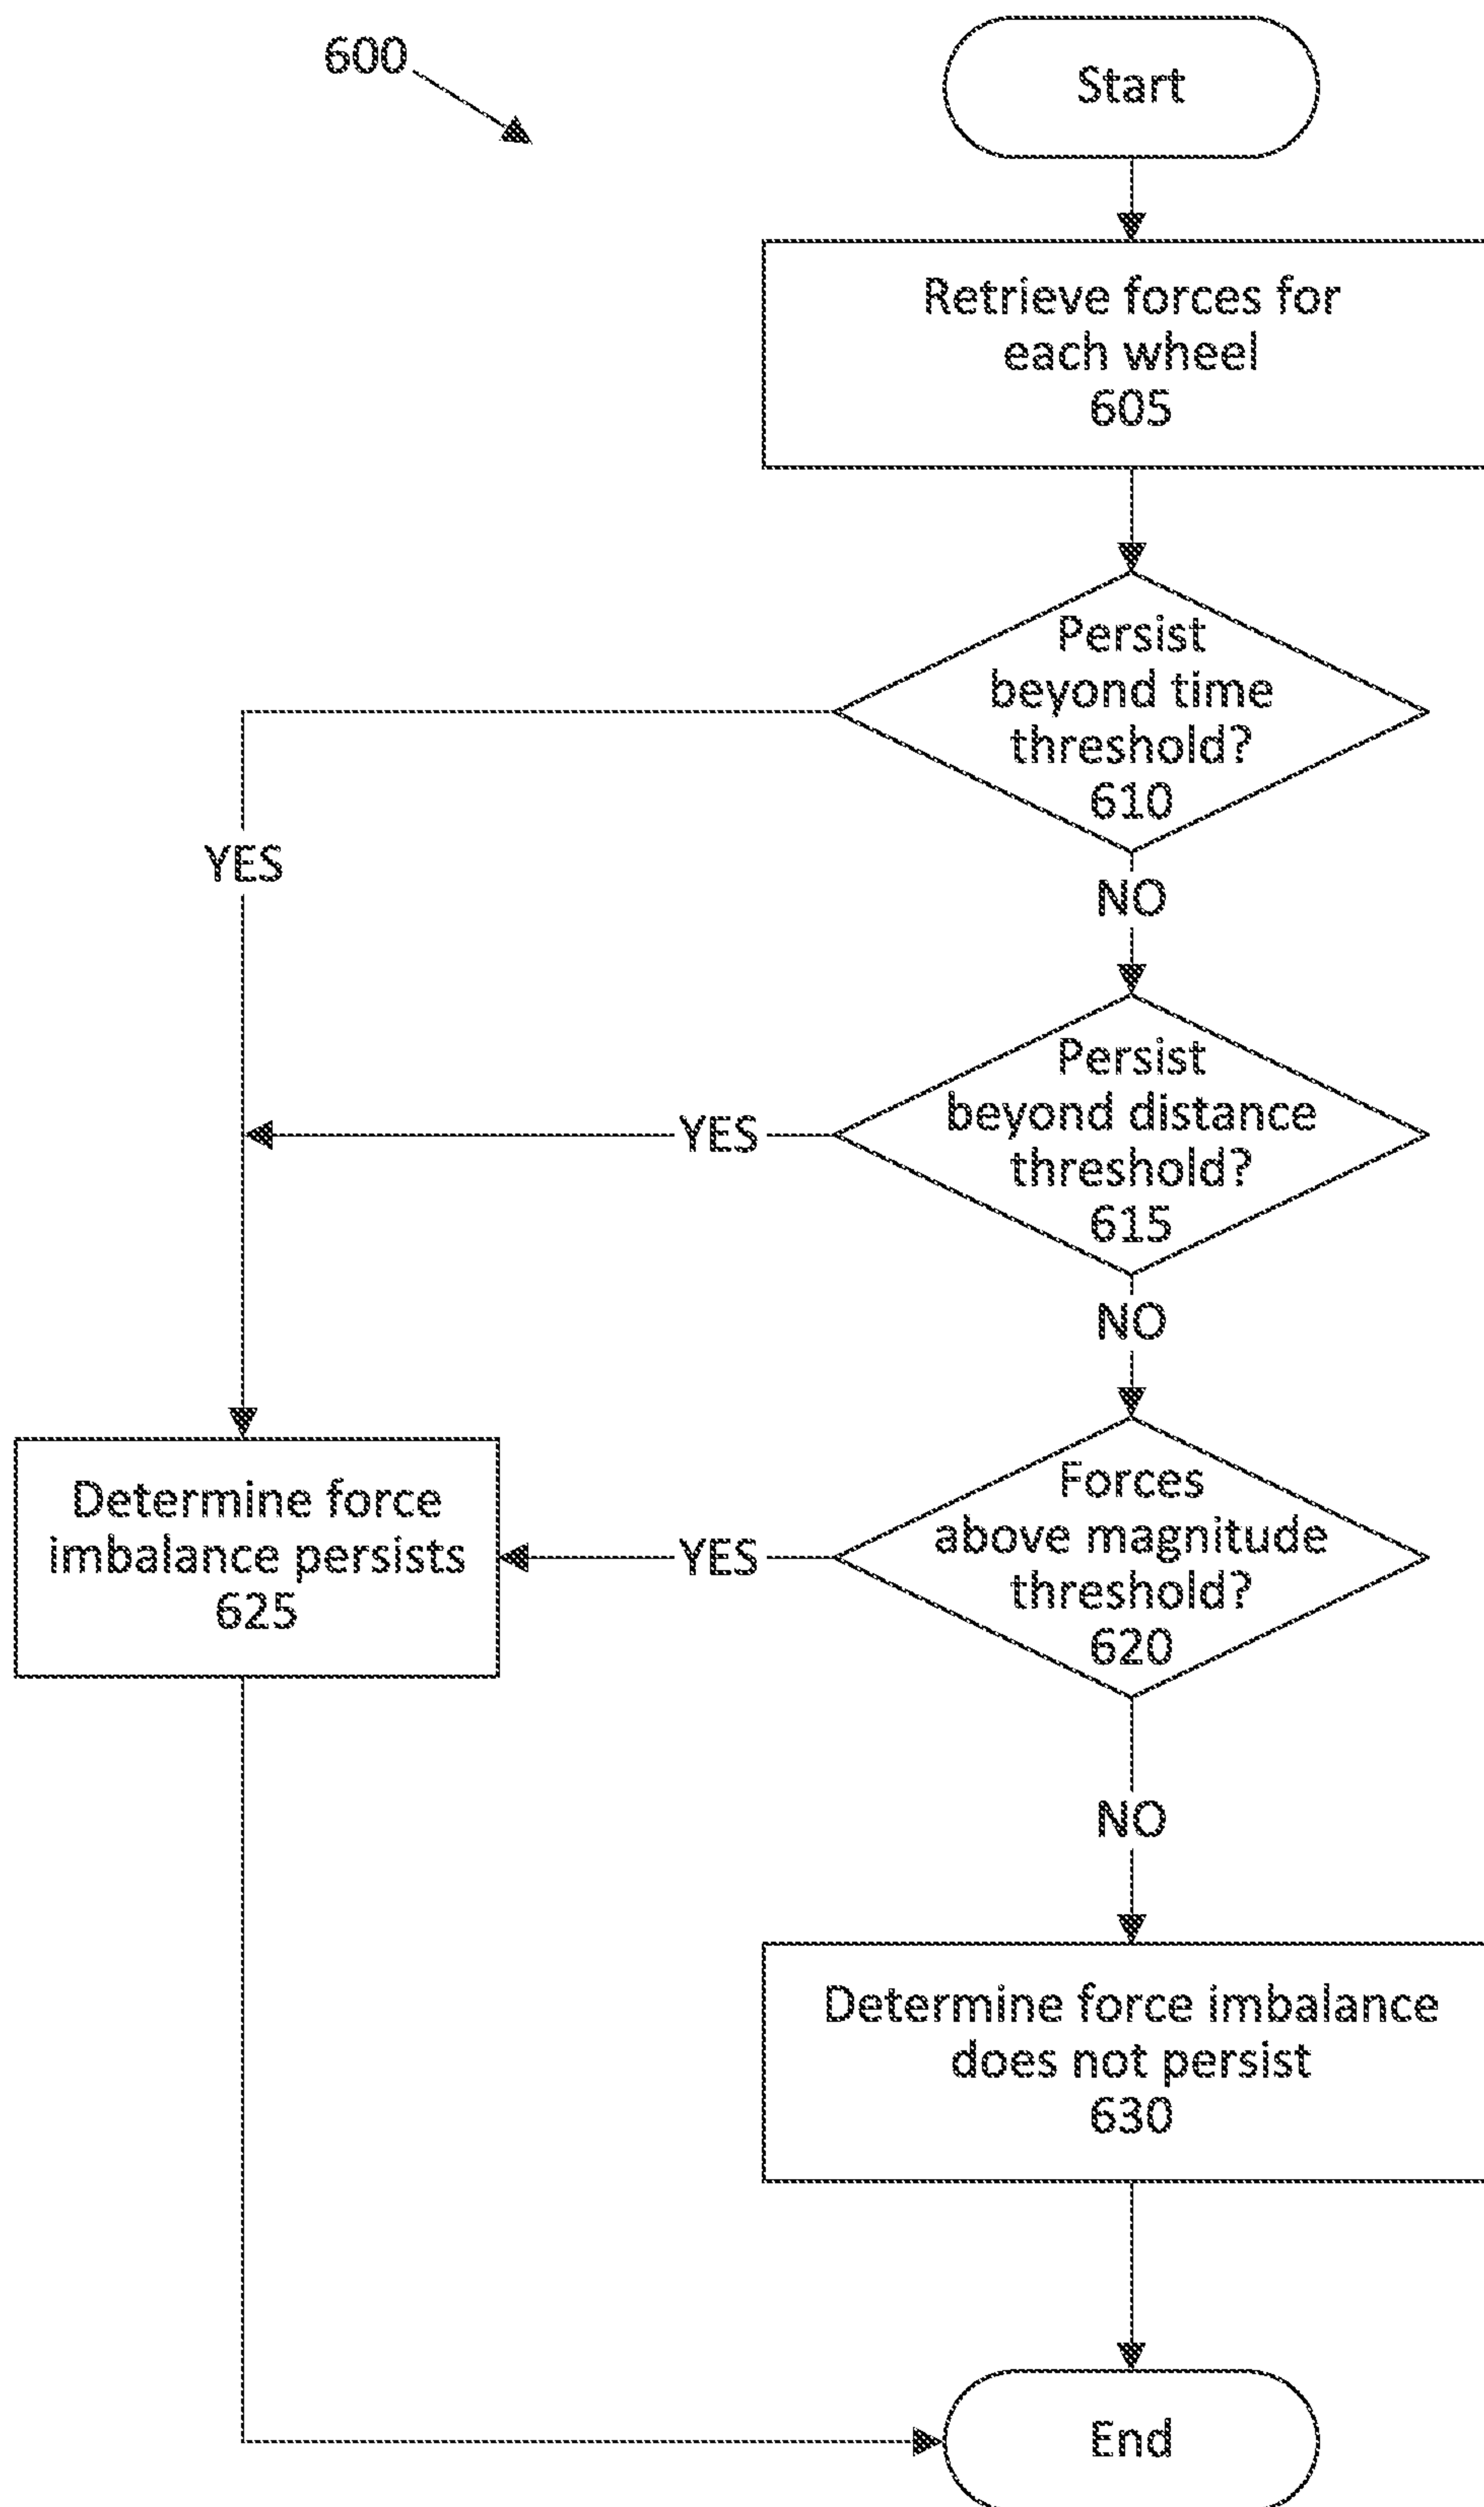 600
Start
Retrieve forces for
each wheel
605
Persist
beyond time
threshold?
610
YES
NO
Persist
beyond distance
threshold?
615
YES
NO
Forces
above magnitude
threshold?
620
YES
Determine force
imbalance persists
625
NO
Determine force imbalance
does not persist
630
End